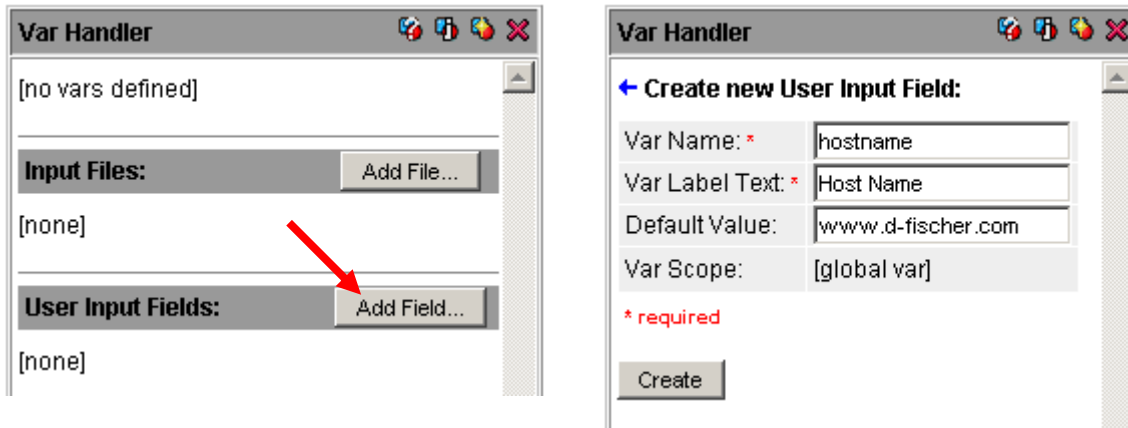 Var Handler
[no vars defined]
Input Files:
Add File...
[none]
User Input Fields:
Add Field...
[none]
Var Handler
Create new User Input Field:
Var Name: * hostname
Var Label Text: * Host Name
Default Value: www.d-fischer.com
Var Scope: [global var]
* required
Create